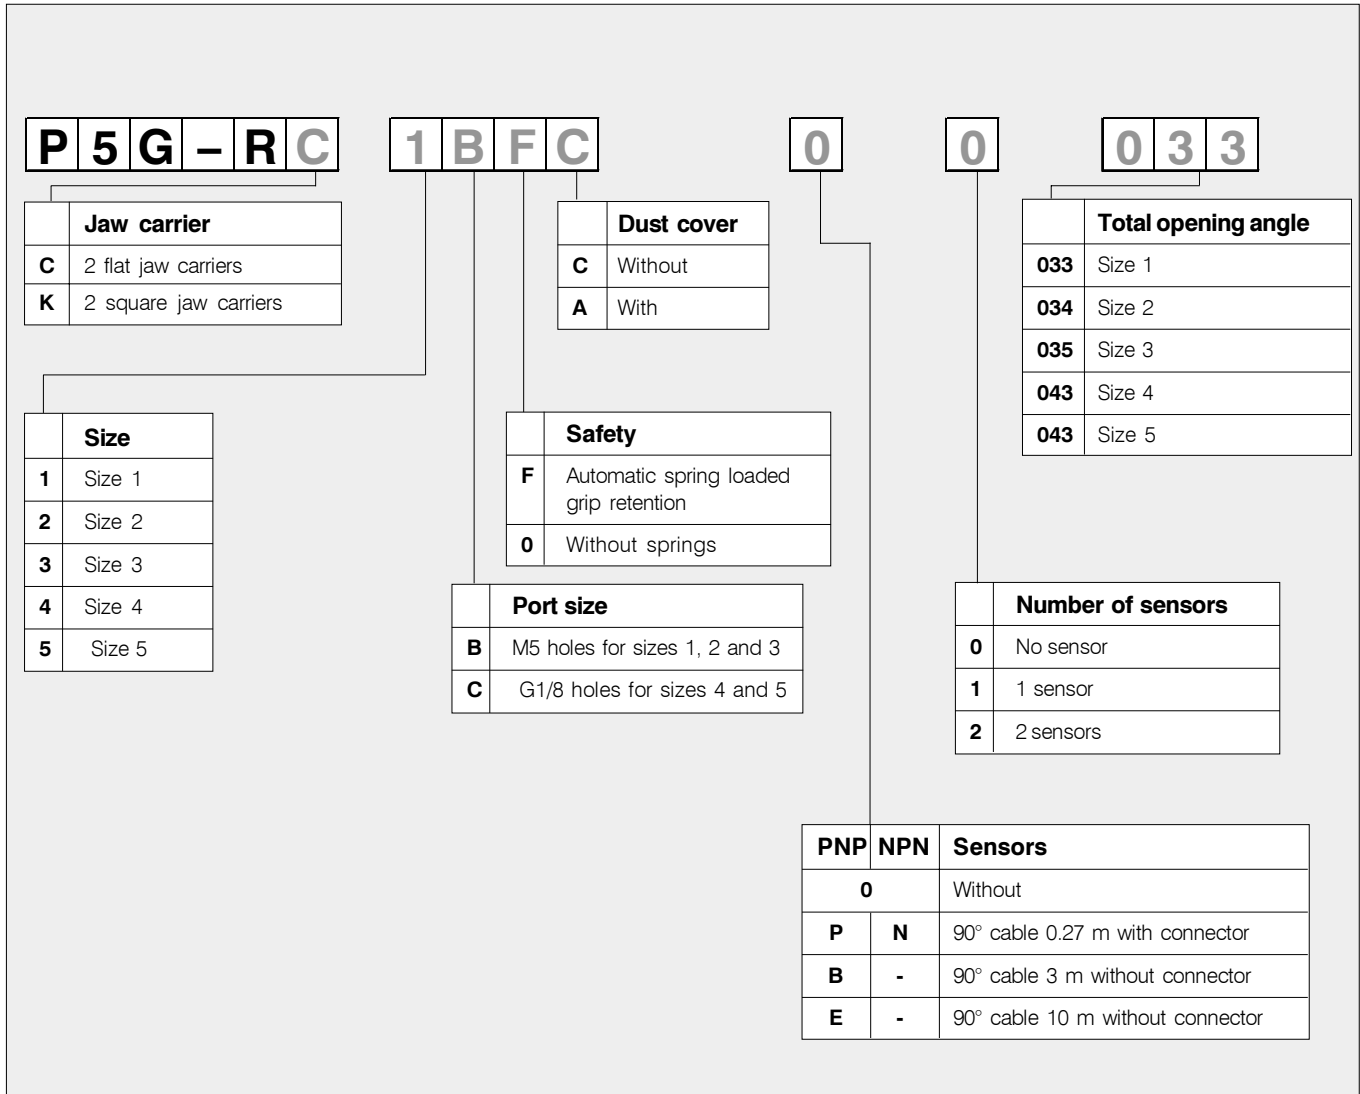 P5G–RC 1BFC 0 0 033
Jaw carrier
C 2 flat jaw carriers
K 2 square jaw carriers
Dust cover
C Without
A With
Total opening angle
033 Size 1
034 Size 2
035 Size 3
043 Size 4
043 Size 5
Size
1 Size 1
2 Size 2
3 Size 3
4 Size 4
5 Size 5
Safety
F Automatic spring loaded
grip retention
0 Without springs
Port size
B M5 holes for sizes 1, 2 and 3
C G1/8 holes for sizes 4 and 5
Number of sensors
0 No sensor
1 1 sensor
2 2 sensors
PNP NPN Sensors
0 Without
P N 90° cable 0.27 m with connector
B - 90° cable 3 m without connector
E - 90° cable 10 m without connector